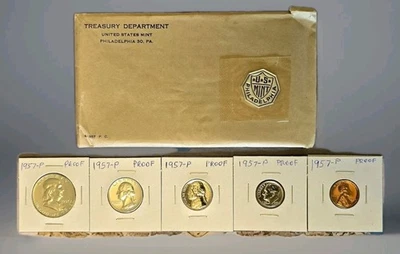 TREASURY DEPARTMENT
UNITED STATES MINT
PHILADELPHIA 30, PA.
U·S
MINT
PHILADELPHIA
1957-P PROOF
1957-P PROOF
1957-P PROOF
1957-P PROOF
1957-P PROOF